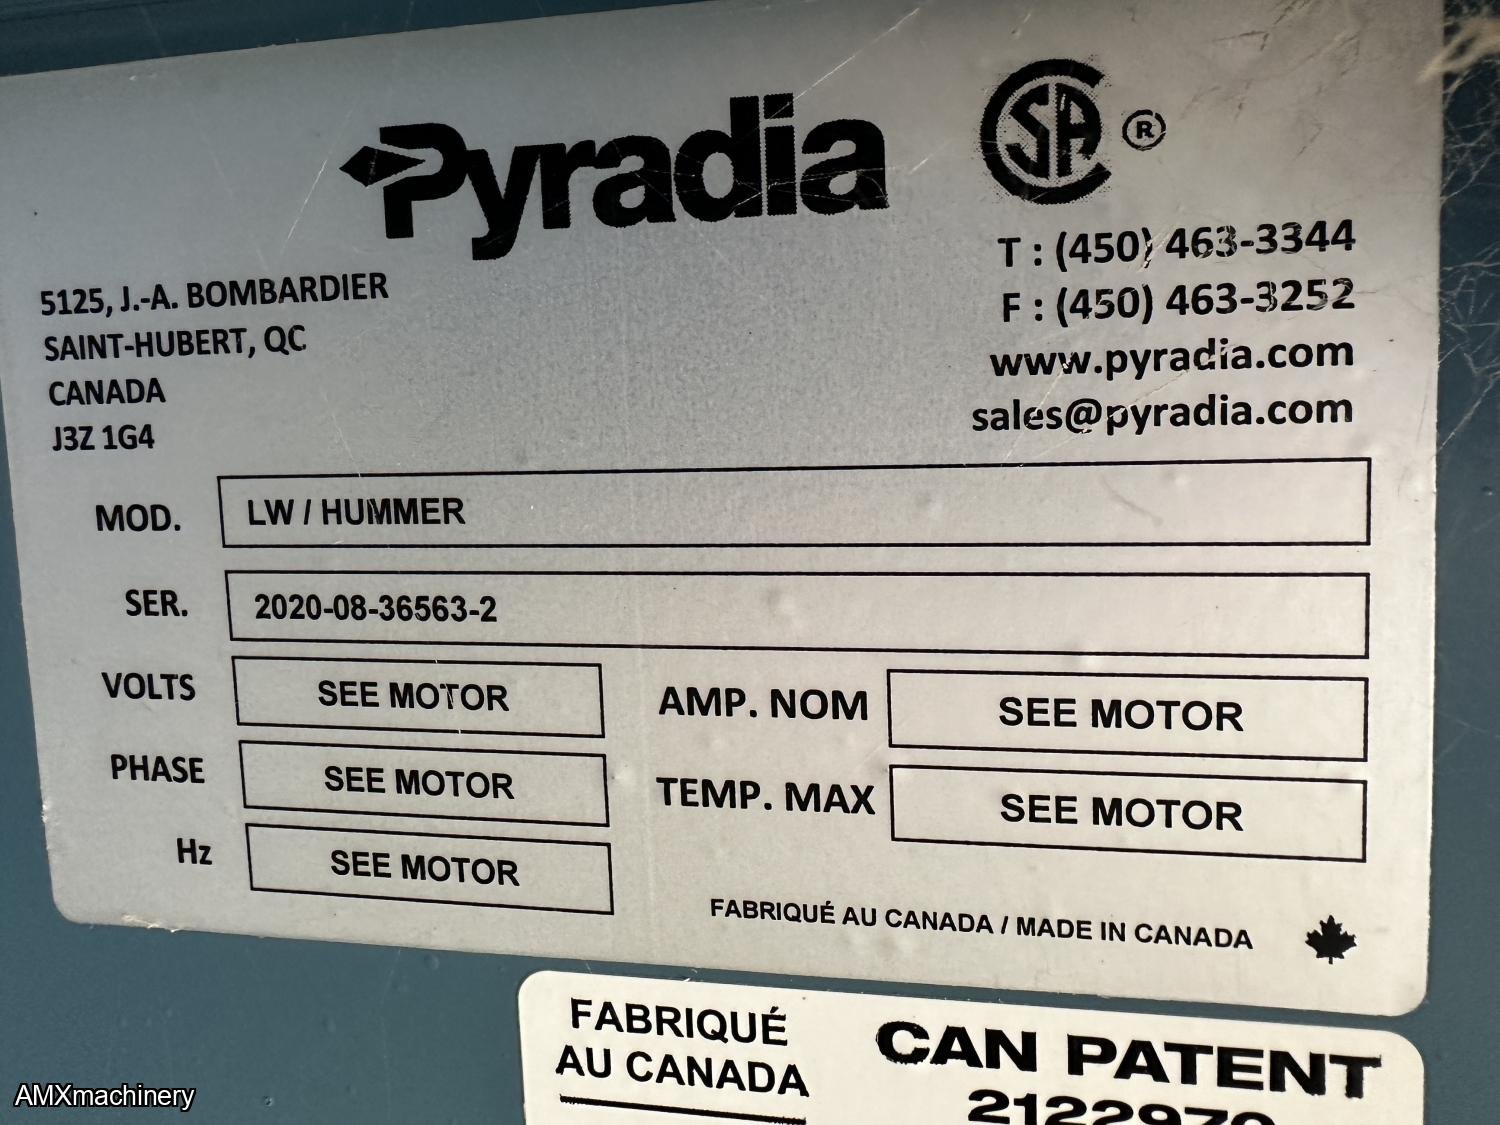 Pyradia
CSA ®
5125, J.-A. BOMBARDIER
SAINT-HUBERT, QC
CANADA
J3Z 1G4
T : (450) 463-3344
F : (450) 463-3252
www.pyradia.com
sales@pyradia.com
MOD. LW / HUMMER
SER. 2020-08-36563-2
VOLTS SEE MOTOR AMP. NOM SEE MOTOR
PHASE SEE MOTOR TEMP. MAX SEE MOTOR
Hz SEE MOTOR
FABRIQUÉ AU CANADA / MADE IN CANADA
FABRIQUÉ
AU CANADA
CAN PATENT
2122970
AMXmachinery